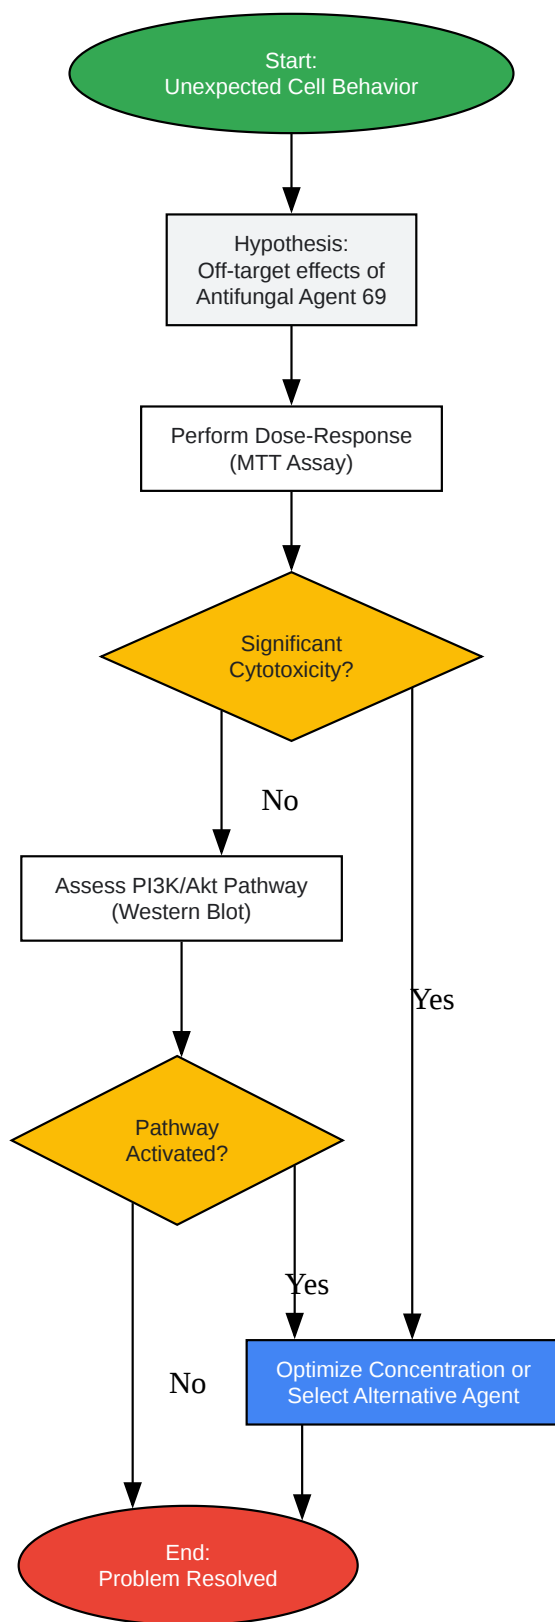 Start:
Unexpected Cell Behavior
Hypothesis:
Off-target effects of
Antifungal Agent 69
Perform Dose-Response
(MTT Assay)
Significant
Cytotoxicity?
No
Assess PI3K/Akt Pathway
(Western Blot)
Yes
Pathway
Activated?
Yes
Optimize Concentration or
Select Alternative Agent
No
End:
Problem Resolved